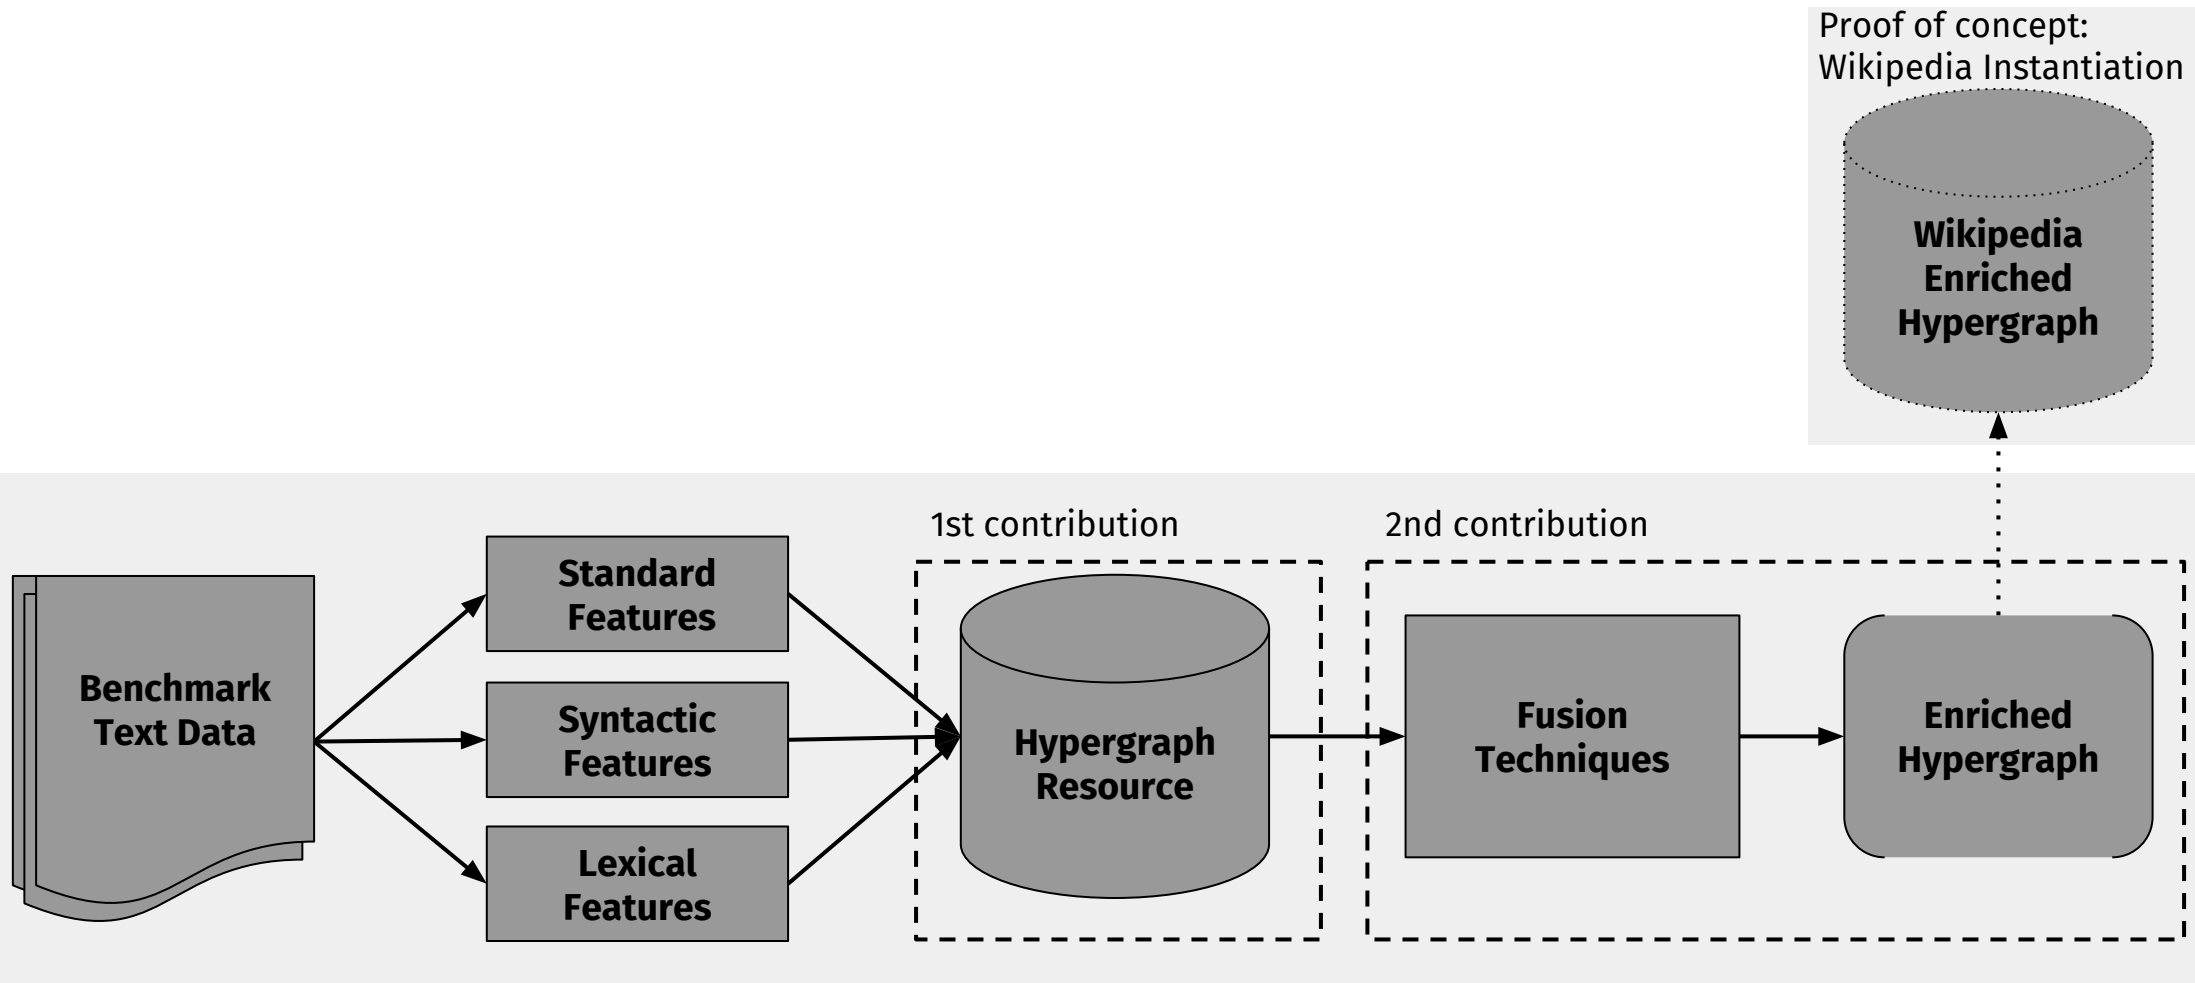 Proof of concept:
Wikipedia Instantiation
Wikipedia
Enriched
Hypergraph
1st contribution
2nd contribution
Benchmark
Text Data
Standard
Features
Syntactic
Features
Lexical
Features
Hypergraph
Resource
Fusion
Techniques
Enriched
Hypergraph